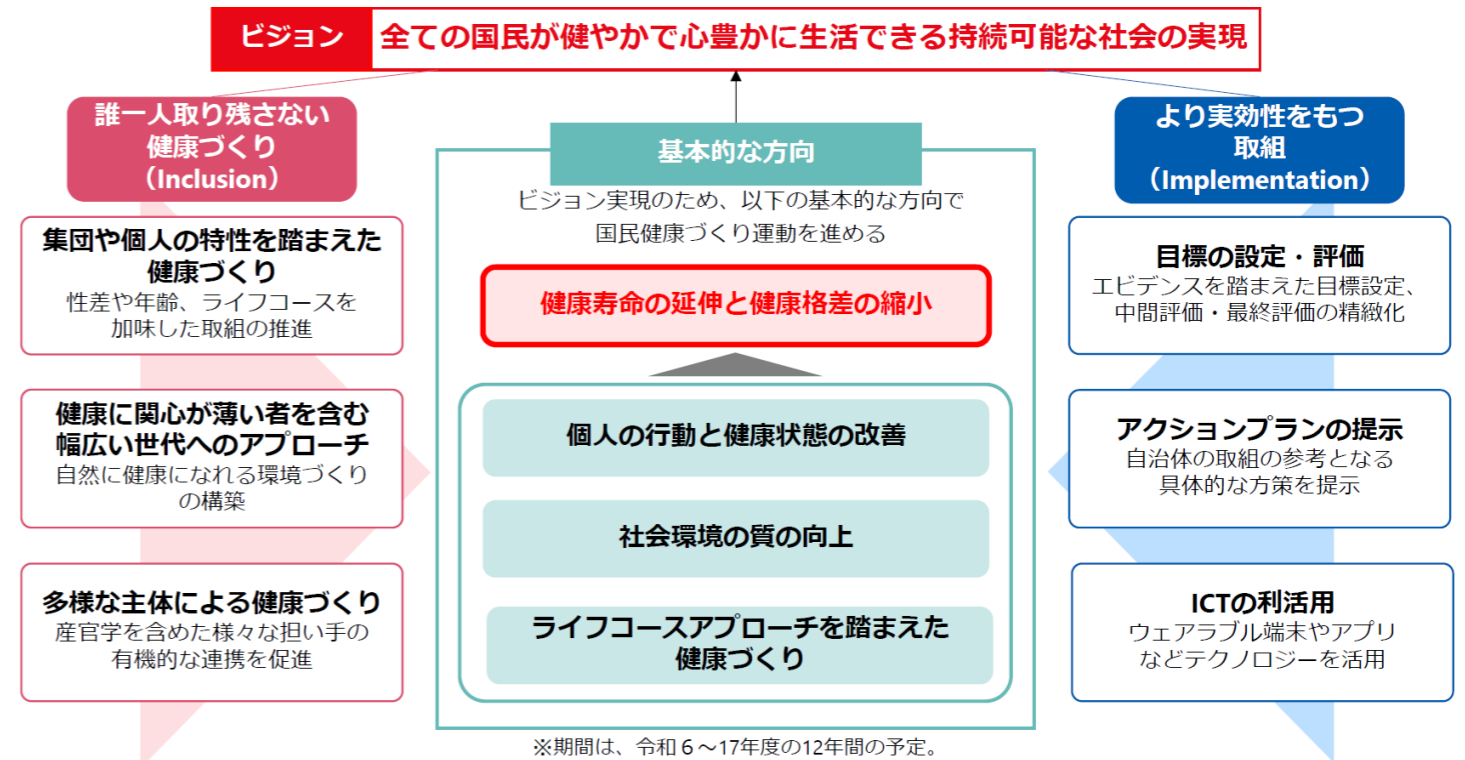 ビジョン 全ての国民が健やかで心豊かに生活できる持続可能な社会の実現
誰一人取り残さない
健康づくり
（Inclusion）
集団や個人の特性を踏まえた
健康づくり
性差や年齢、ライフコースを
加味した取組の推進
健康に関心が薄い者を含む
幅広い世代へのアプローチ
自然に健康になれる環境づくり
の構築
多様な主体による健康づくり
産官学を含めた様々な担い手の
有機的な連携を促進
基本的な方向
ビジョン実現のため、以下の基本的な方向で
国民健康づくり運動を進める
健康寿命の延伸と健康格差の縮小
個人の行動と健康状態の改善
社会環境の質の向上
ライフコースアプローチを踏まえた
健康づくり
※期間は、令和６～17年度の12年間の予定。
より実効性をもつ
取組
（Implementation）
目標の設定・評価
エビデンスを踏まえた目標設定、
中間評価・最終評価の精緻化
アクションプランの提示
自治体の取組の参考となる
具体的な方策を提示
ICTの利活用
ウェアラブル端末やアプリ
などテクノロジーを活用